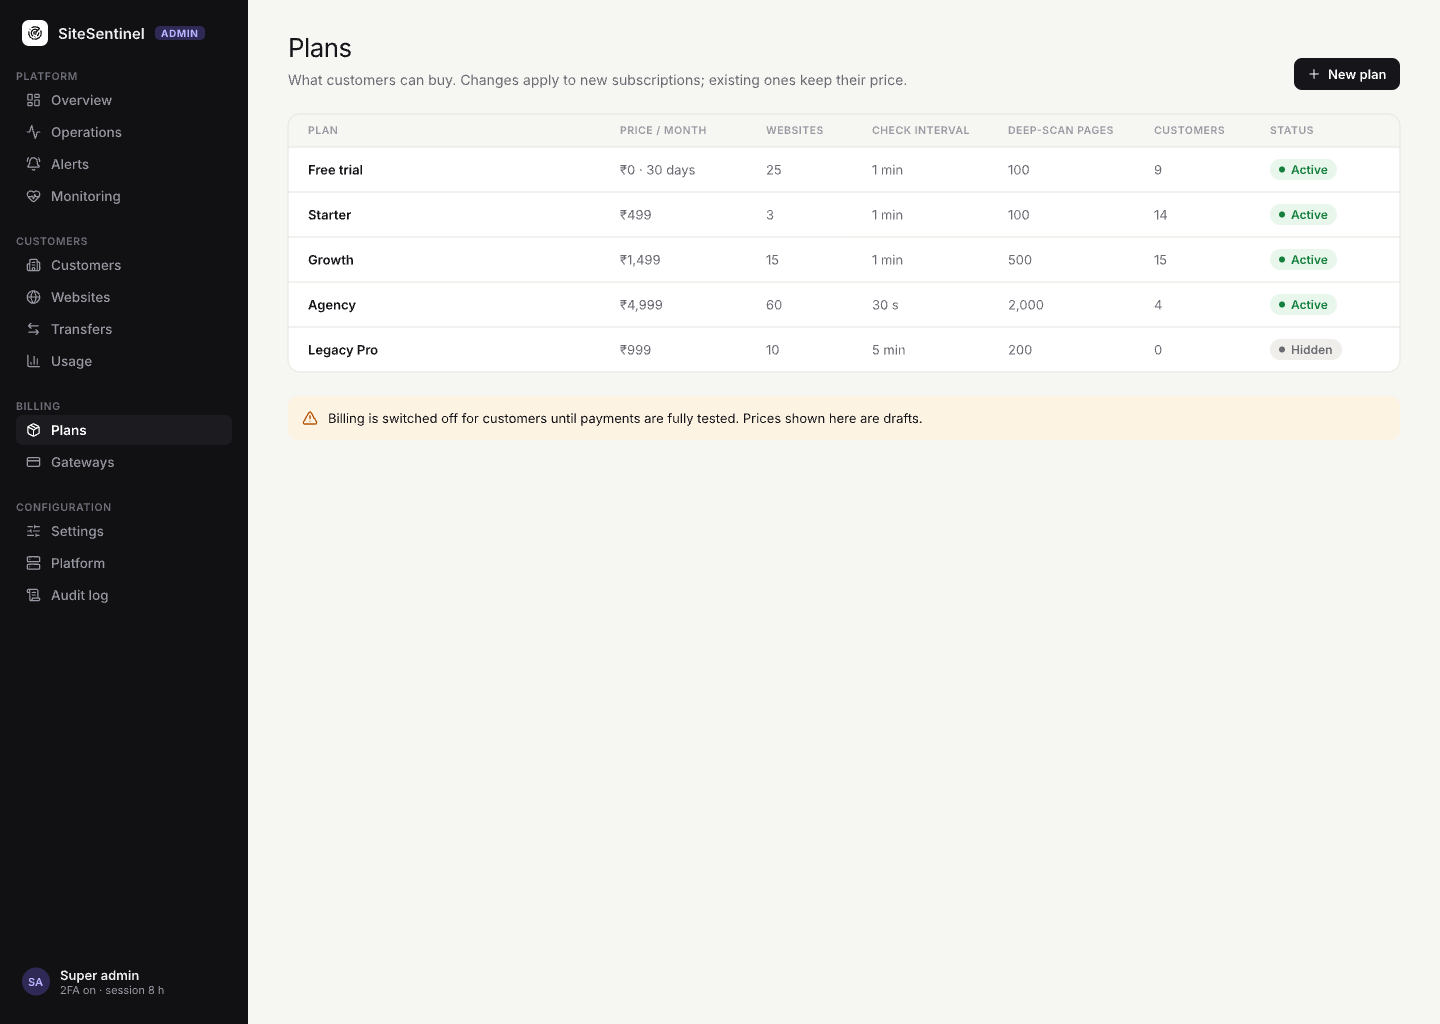 SiteSentinel ADMIN
PLATFORM
Overview
Operations
Alerts
Monitoring
CUSTOMERS
Customers
Websites
Transfers
Usage
BILLING
Plans
Gateways
CONFIGURATION
Settings
Platform
Audit log
SA
Super admin
2FA on · session 8 h
Plans
What customers can buy. Changes apply to new subscriptions; existing ones keep their price.
New plan
PLAN PRICE / MONTH WEBSITES CHECK INTERVAL DEEP-SCAN PAGES CUSTOMERS STATUS
Free trial ₹0 · 30 days 25 1 min 100 9 Active
Starter ₹499 3 1 min 100 14 Active
Growth ₹1,499 15 1 min 500 15 Active
Agency ₹4,999 60 30 s 2,000 4 Active
Legacy Pro ₹999 10 5 min 200 0 Hidden
Billing is switched off for customers until payments are fully tested. Prices shown here are drafts.